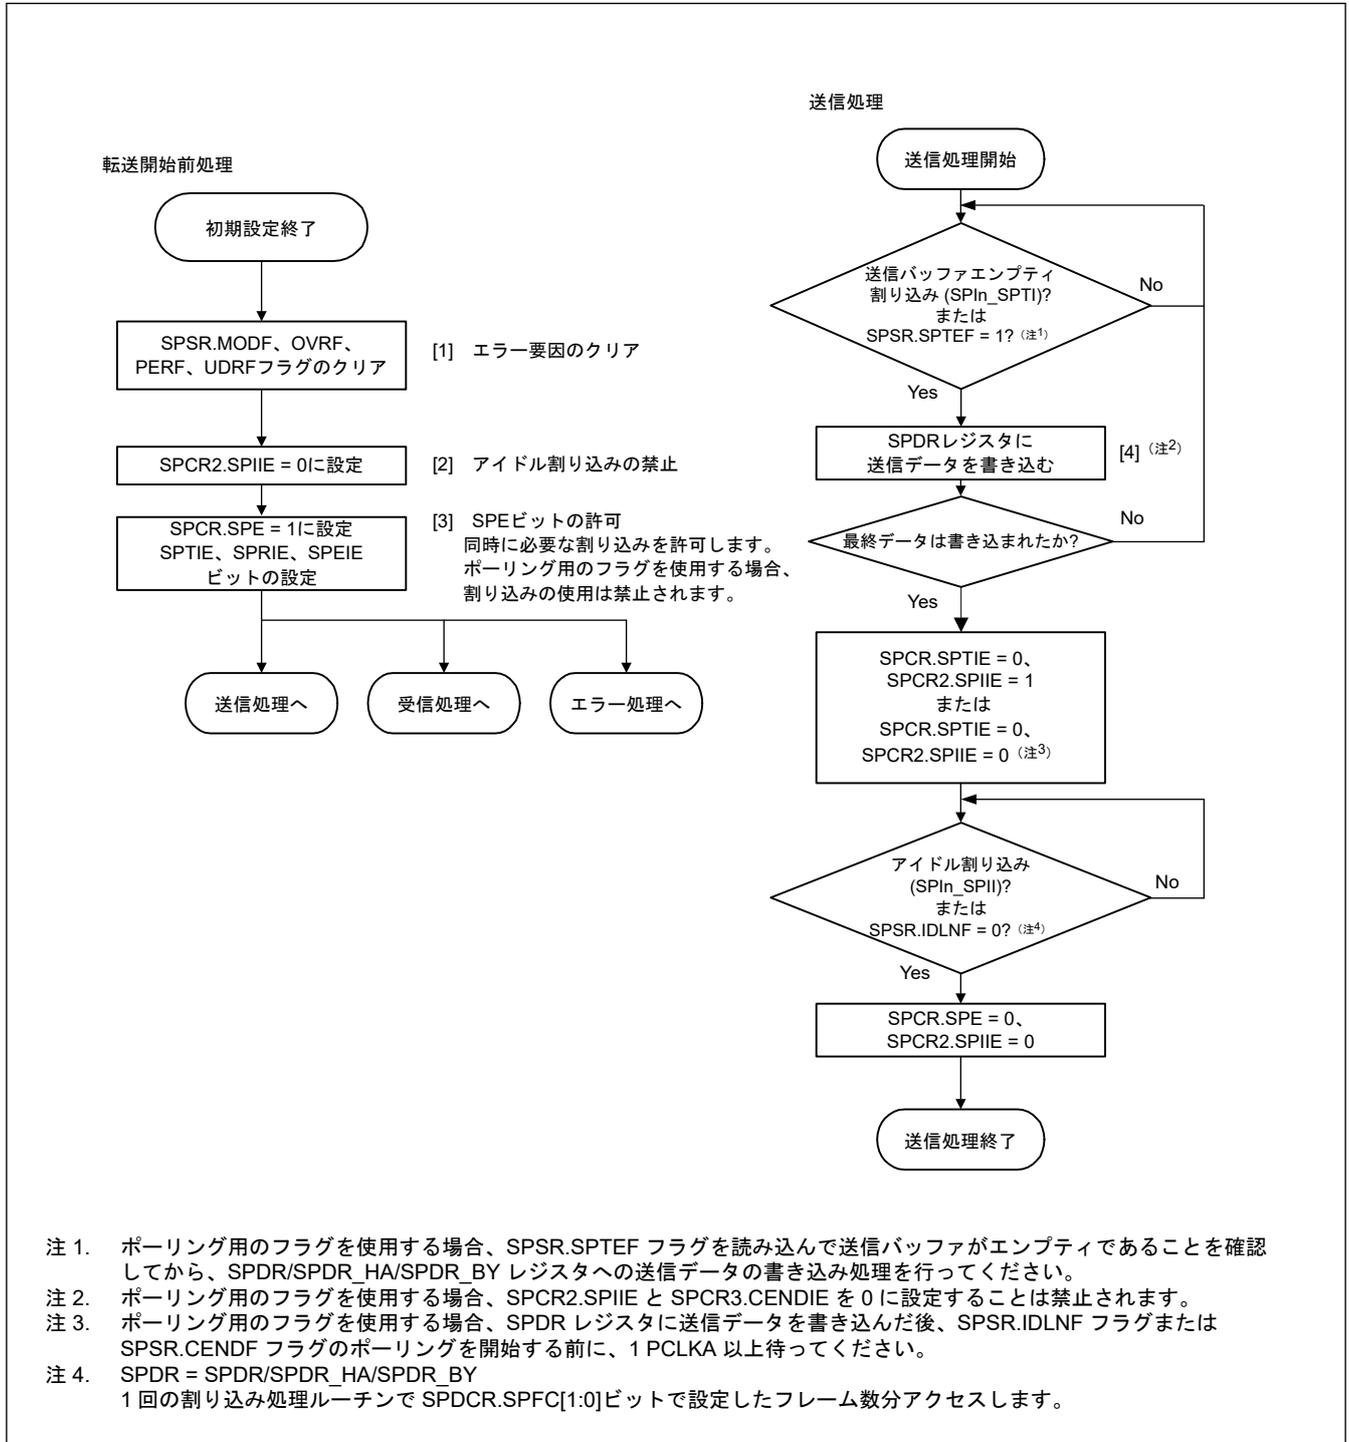 転送開始前処理
初期設定終了
SPSR.MODF、OVRF、
PERF、UDRFフラグのクリア
[1] エラー要因のクリア
SPCR2.SPIIE = 0に設定
[2] アイドル割り込みの禁止
SPCR.SPE = 1に設定
SPTIE、SPRIE、SPEIE
ビットの設定
[3] SPEビットの許可
同時に必要な割り込みを許可します。
ポーリング用のフラグを使用する場合、
割り込みの使用は禁止されます。
送信処理へ
受信処理へ
エラー処理へ
送信処理
送信処理開始
送信バッファエンプティ
割り込み (SPIn_SPTI)?
または
SPSR.SPTEF = 1?（注1）
No
Yes
SPDRレジスタに
送信データを書き込む
[4]（注2）
最終データは書き込まれたか?
No
Yes
SPCR.SPTIE = 0、
SPCR2.SPIIE = 1
または
SPCR.SPTIE = 0、
SPCR2.SPIIE = 0（注3）
アイドル割り込み
(SPIn_SPII)?
または
SPSR.IDLNF = 0?（注4）
No
Yes
SPCR.SPE = 0、
SPCR2.SPIIE = 0
送信処理終了
注 1. ポーリング用のフラグを使用する場合、SPSR.SPTEF フラグを読み込んで送信バッファがエンプティであることを確認
してから、SPDR/SPDR_HA/SPDR_BY レジスタへの送信データの書き込み処理を行ってください。
注 2. ポーリング用のフラグを使用する場合、SPCR2.SPIIE と SPCR3.CENDIE を 0 に設定することは禁止されます。
注 3. ポーリング用のフラグを使用する場合、SPDR レジスタに送信データを書き込んだ後、SPSR.IDLNF フラグまたは
SPSR.CENDF フラグのポーリングを開始する前に、1 PCLKA 以上待ってください。
注 4. SPDR = SPDR/SPDR_HA/SPDR_BY
1 回の割り込み処理ルーチンで SPDCR.SPFC[1:0]ビットで設定したフレーム数分アクセスします。